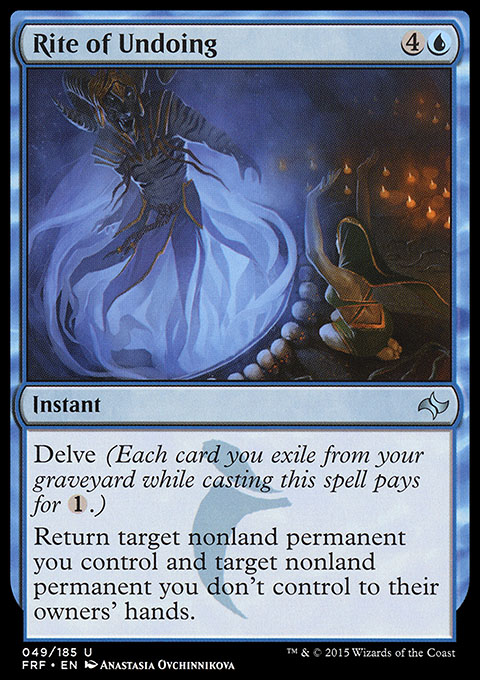 Rite of Undoing 4
Instant
Delve (Each card you exile from your
graveyard while casting this spell pays
for 1.)
Return target nonland permanent
you control and target nonland
permanent you don't control to their
owners' hands.
049/185 U
FRF • EN Anastasia Ovchinnikova
™ & © 2015 Wizards of the Coast